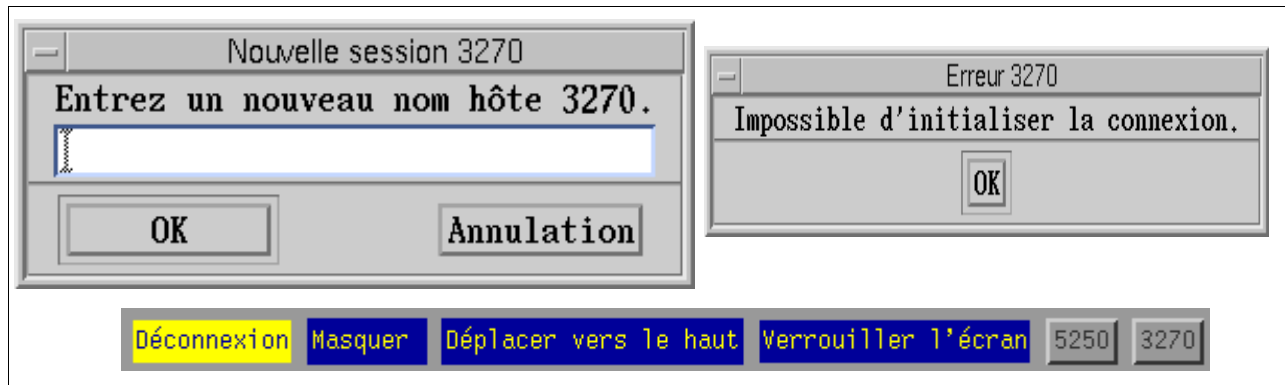 Nouvelle session 3270
Entrez un nouveau nom hôte 3270.
OK Annulation
Erreur 3270
Impossible d'initialiser la connexion.
OK
Déconnexion Masquer Déplacer vers le haut Verrouiller l'écran 5250 3270